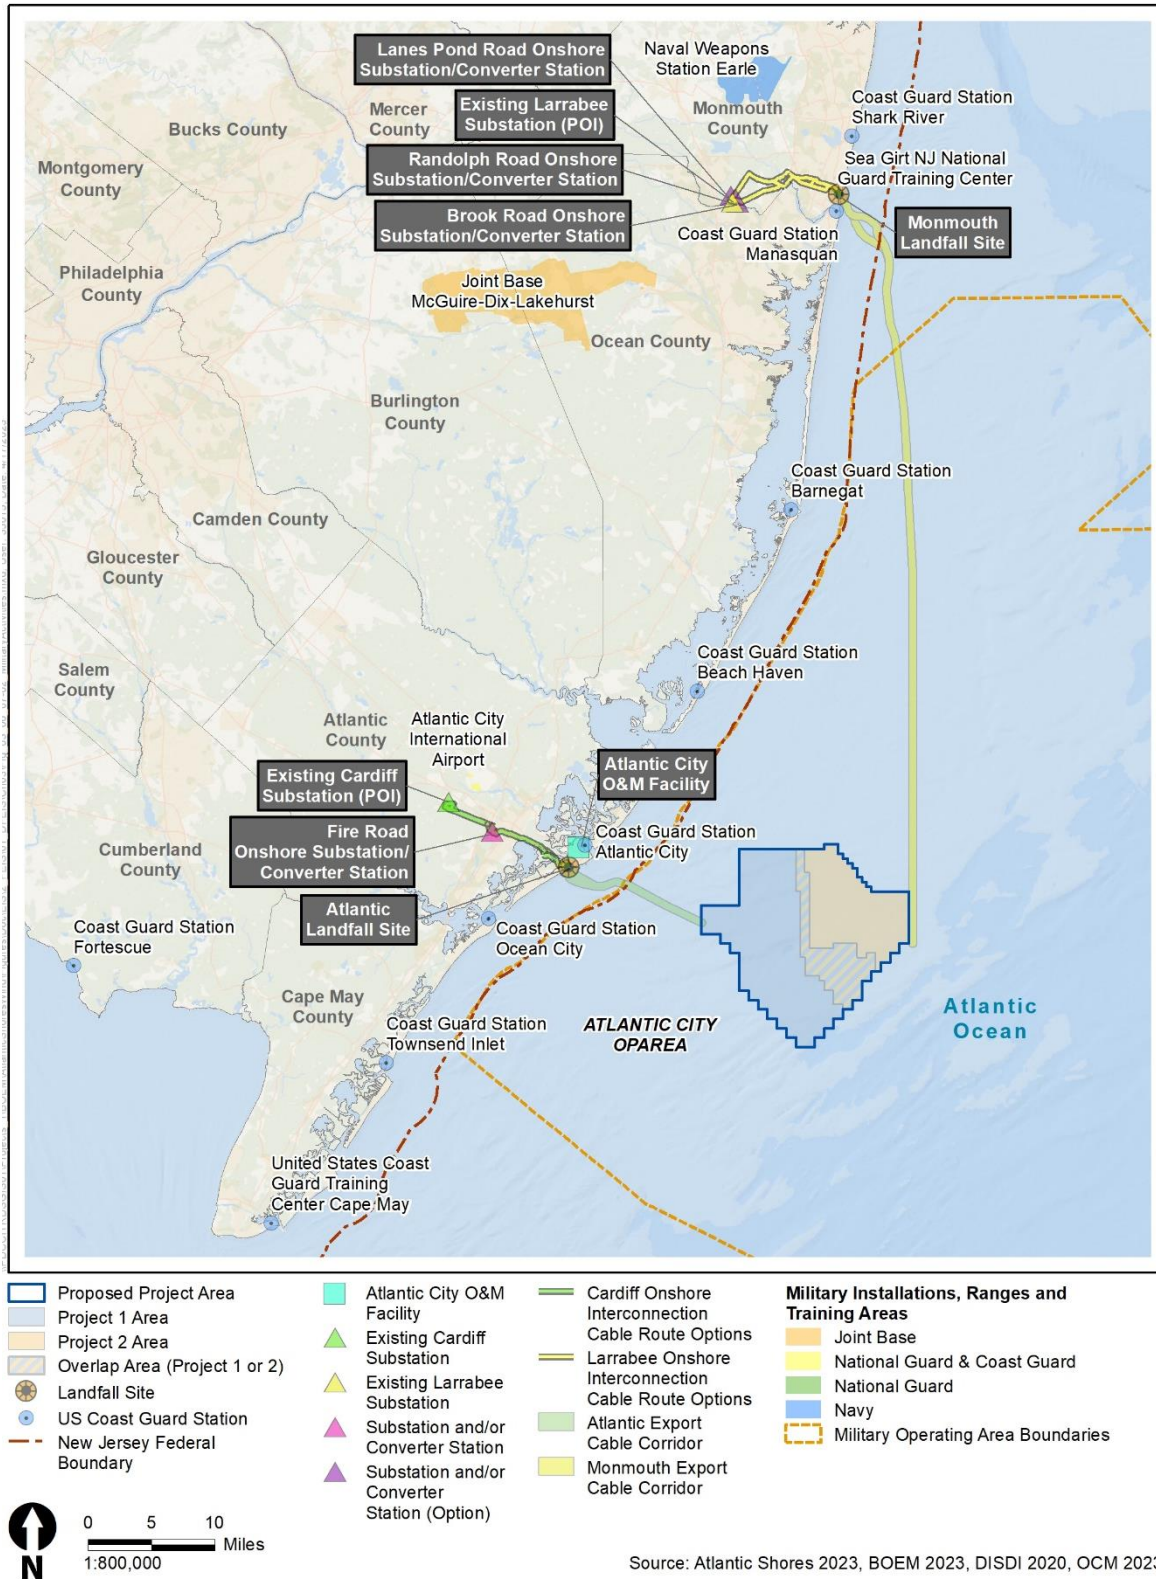 Lanes Pond Road Onshore
Substation/Converter Station
Naval Weapons
Station Earle
Existing Larrabee
Substation (POI)
Mercer
County
Monmouth
County
Coast Guard Station
Shark River
Bucks County
Montgomery
County
Randolph Road Onshore
Substation/Converter Station
Sea Girt NJ National
Guard Training Center
Brook Road Onshore
Substation/Converter Station
Monmouth
Landfall Site
Coast Guard Station
Manasquan
Philadelphia
County
Joint Base
McGuire-Dix-Lakehurst
Ocean County
Burlington
County
Coast Guard Station
Barnegat
Camden County
Gloucester
County
Coast Guard Station
Beach Haven
Salem
County
Atlantic
County
Atlantic City
International
Airport
Atlantic City
O&M Facility
Existing Cardiff
Substation (POI)
Fire Road
Onshore Substation/
Converter Station
Coast Guard Station
Atlantic City
Cumberland
County
Atlantic
Landfall Site
Coast Guard Station
Fortescue
Coast Guard Station
Ocean City
Cape May
County
Coast Guard Station
Townsend Inlet
ATLANTIC CITY
OPAREA
Atlantic
Ocean
United States Coast
Guard Training
Center Cape May
Proposed Project Area
Project 1 Area
Project 2 Area
Overlap Area (Project 1 or 2)
Landfall Site
US Coast Guard Station
New Jersey Federal
Boundary
Atlantic City O&M
Facility
Existing Cardiff
Substation
Existing Larrabee
Substation
Substation and/or
Converter Station
Substation and/or
Converter
Station (Option)
Cardiff Onshore
Interconnection
Cable Route Options
Larrabee Onshore
Interconnection
Cable Route Options
Atlantic Export
Cable Corridor
Monmouth Export
Cable Corridor
Military Installations, Ranges and
Training Areas
Joint Base
National Guard & Coast Guard
National Guard
Navy
Military Operating Area Boundaries
N
0 5 10
Miles
1:800,000
Source: Atlantic Shores 2023, BOEM 2023, DISDI 2020, OCM 2023